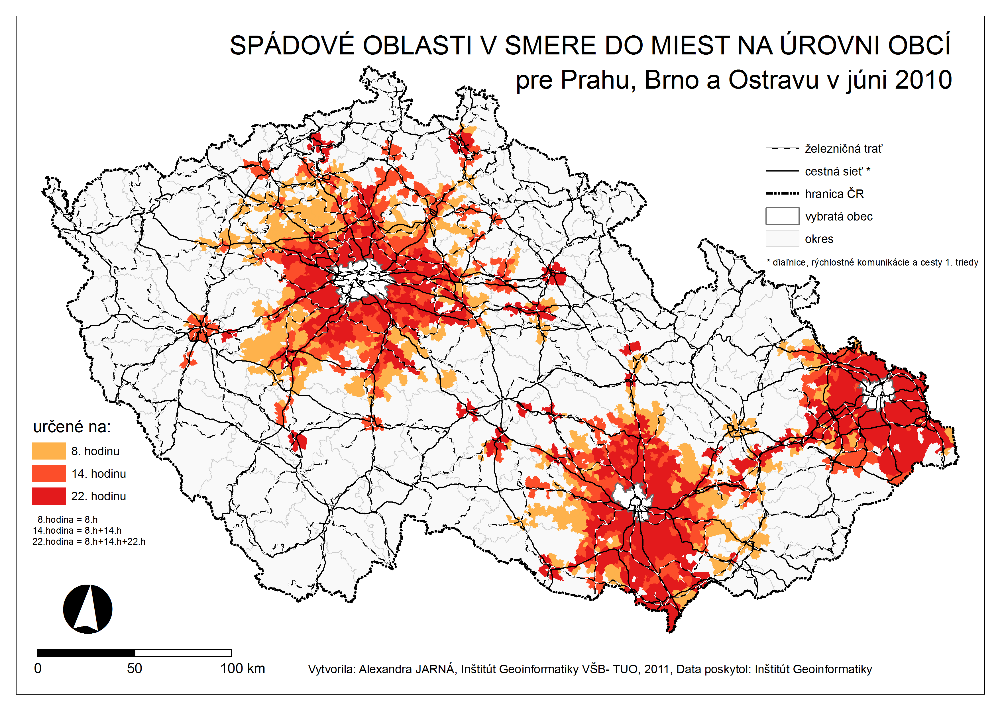 SPÁDOVÉ OBLASTI V SMERE DO MIEST NA ÚROVNI OBCÍ
pre Prahu, Brno a Ostravu v júni 2010
železničná trať
cestná sieť *
hranica ČR
vybratá obec
okres
* ďiaľnice, rýchlostné komunikácie a cesty 1. triedy
určené na:
8. hodinu
14. hodinu
22. hodinu
8.hodina = 8.h
14.hodina = 8.h+14.h
22.hodina = 8.h+14.h+22.h
0 50 100 km
Vytvorila: Alexandra JARNÁ, Inštitút Geoinformatiky VŠB- TUO, 2011, Data poskytol: Inštitút Geoinformatiky